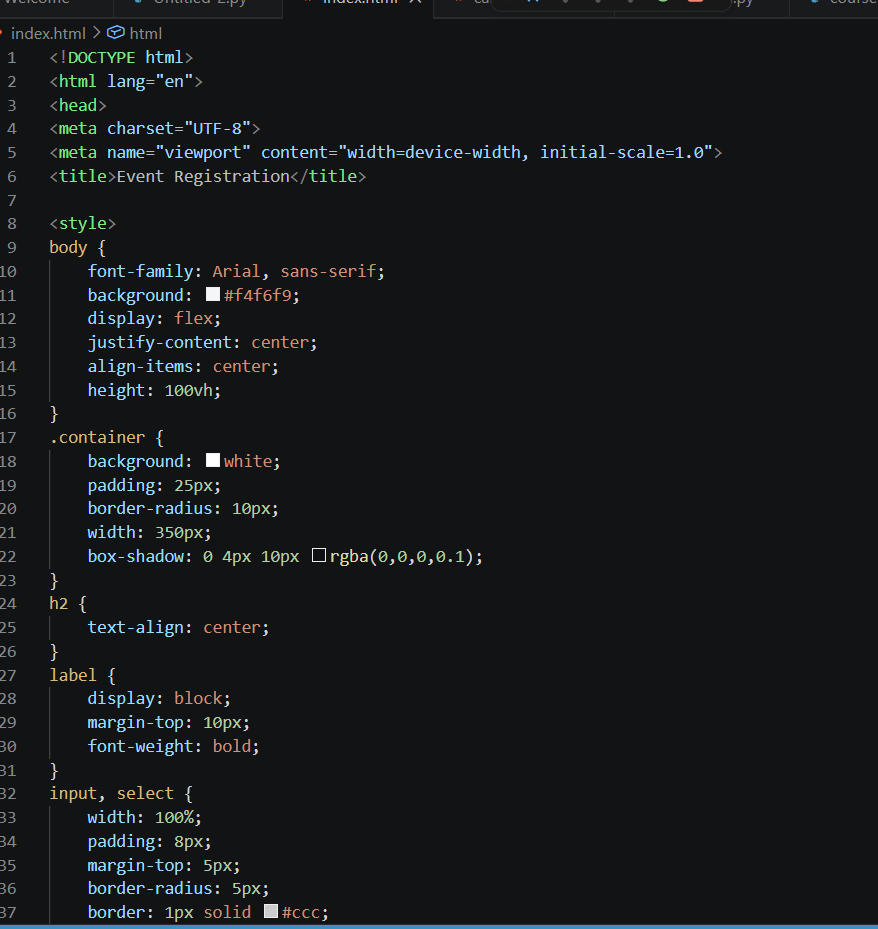 index.html
index.html > html
1 <!DOCTYPE html>
2 <html lang="en">
3 <head>
4 <meta charset="UTF-8">
5 <meta name="viewport" content="width=device-width, initial-scale=1.0">
6 <title>Event Registration</title>
7
8 <style>
9 body {
10     font-family: Arial, sans-serif;
11     background: #f4f6f9;
12     display: flex;
13     justify-content: center;
14     align-items: center;
15     height: 100vh;
16 }
17 .container {
18     background: white;
19     padding: 25px;
20     border-radius: 10px;
21     width: 350px;
22     box-shadow: 0 4px 10px rgba(0,0,0,0.1);
23 }
24 h2 {
25     text-align: center;
26 }
27 label {
28     display: block;
29     margin-top: 10px;
30     font-weight: bold;
31 }
32 input, select {
33     width: 100%;
34     padding: 8px;
35     margin-top: 5px;
36     border-radius: 5px;
37     border: 1px solid #ccc;